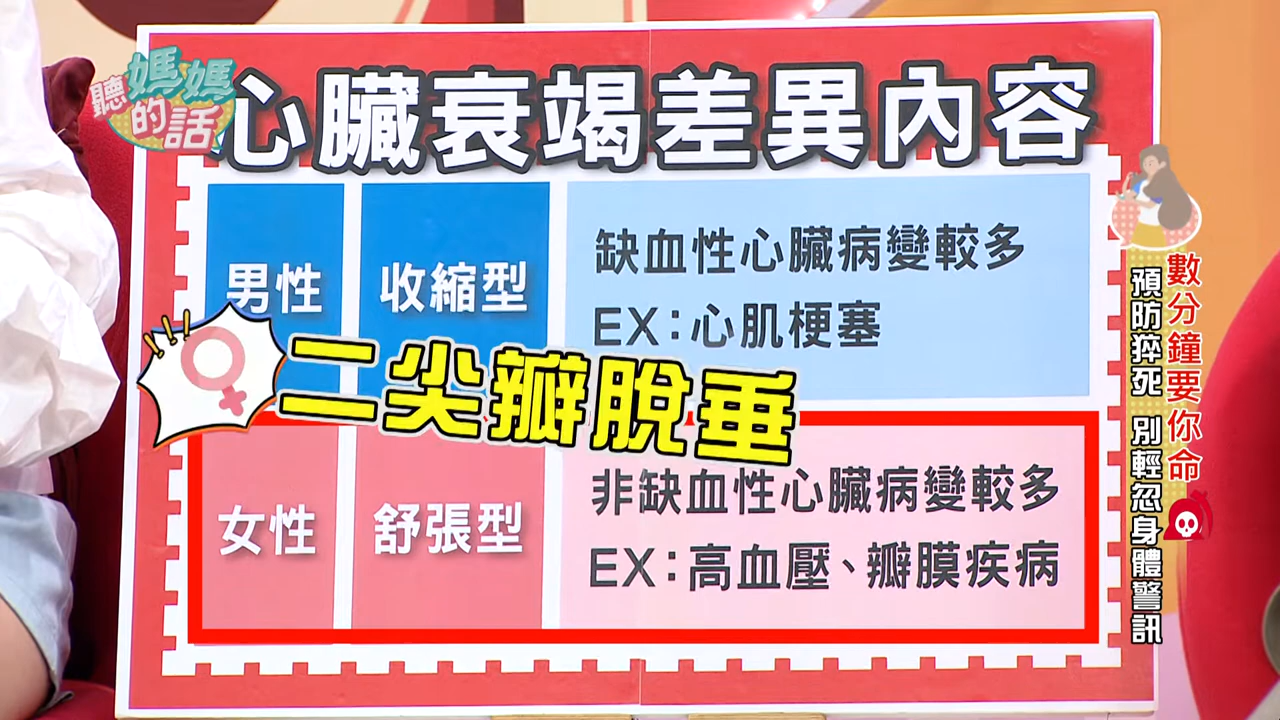 聽媽媽的話
心臟衰竭差異內容
男性
收縮型
缺血性心臟病變較多
EX：心肌梗塞
二尖瓣脫垂
女性
舒張型
非缺血性心臟病變較多
EX：高血壓、瓣膜疾病
數分鐘要你命
預防猝死 別輕忽身體警訊